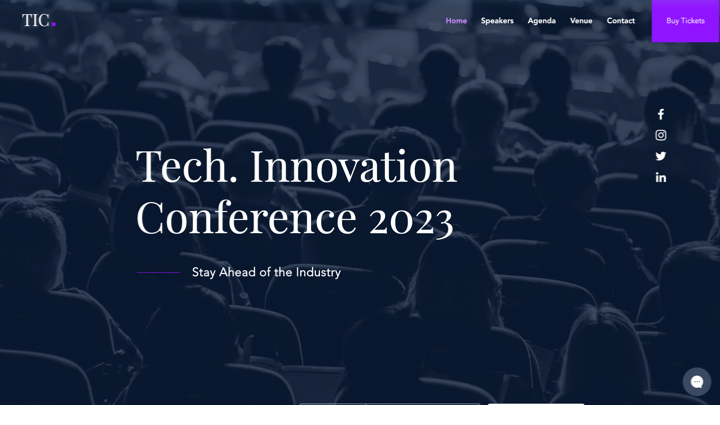 TIC.
Home Speakers Agenda Venue Contact Buy Tickets
Tech. Innovation
Conference 2023
Stay Ahead of the Industry